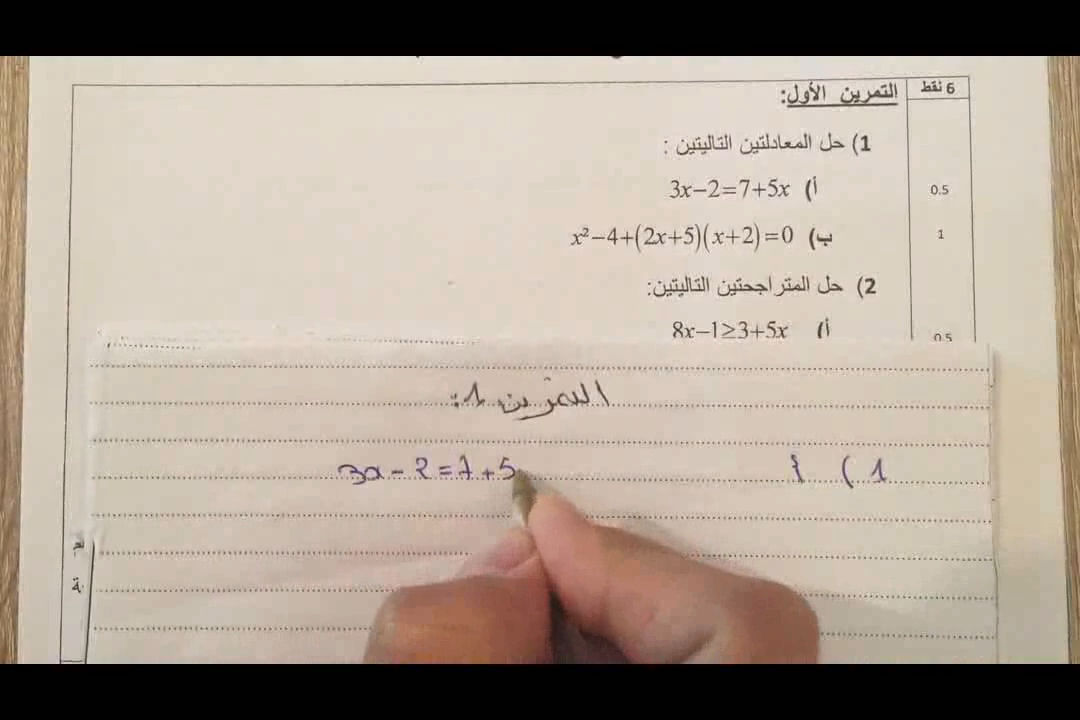 6 نقط
التمرين الأول:
1) حل المعادلتين التاليتين :
أ) 3x−2=7+5x
0.5
ب) x²−4+(2x+5)(x+2)=0
1
2) حل المتراجحتين التاليتين:
أ) 8x−1≥3+5x
0.5
التمرين 1:
1) أ 3x − 2 = 7 + 5